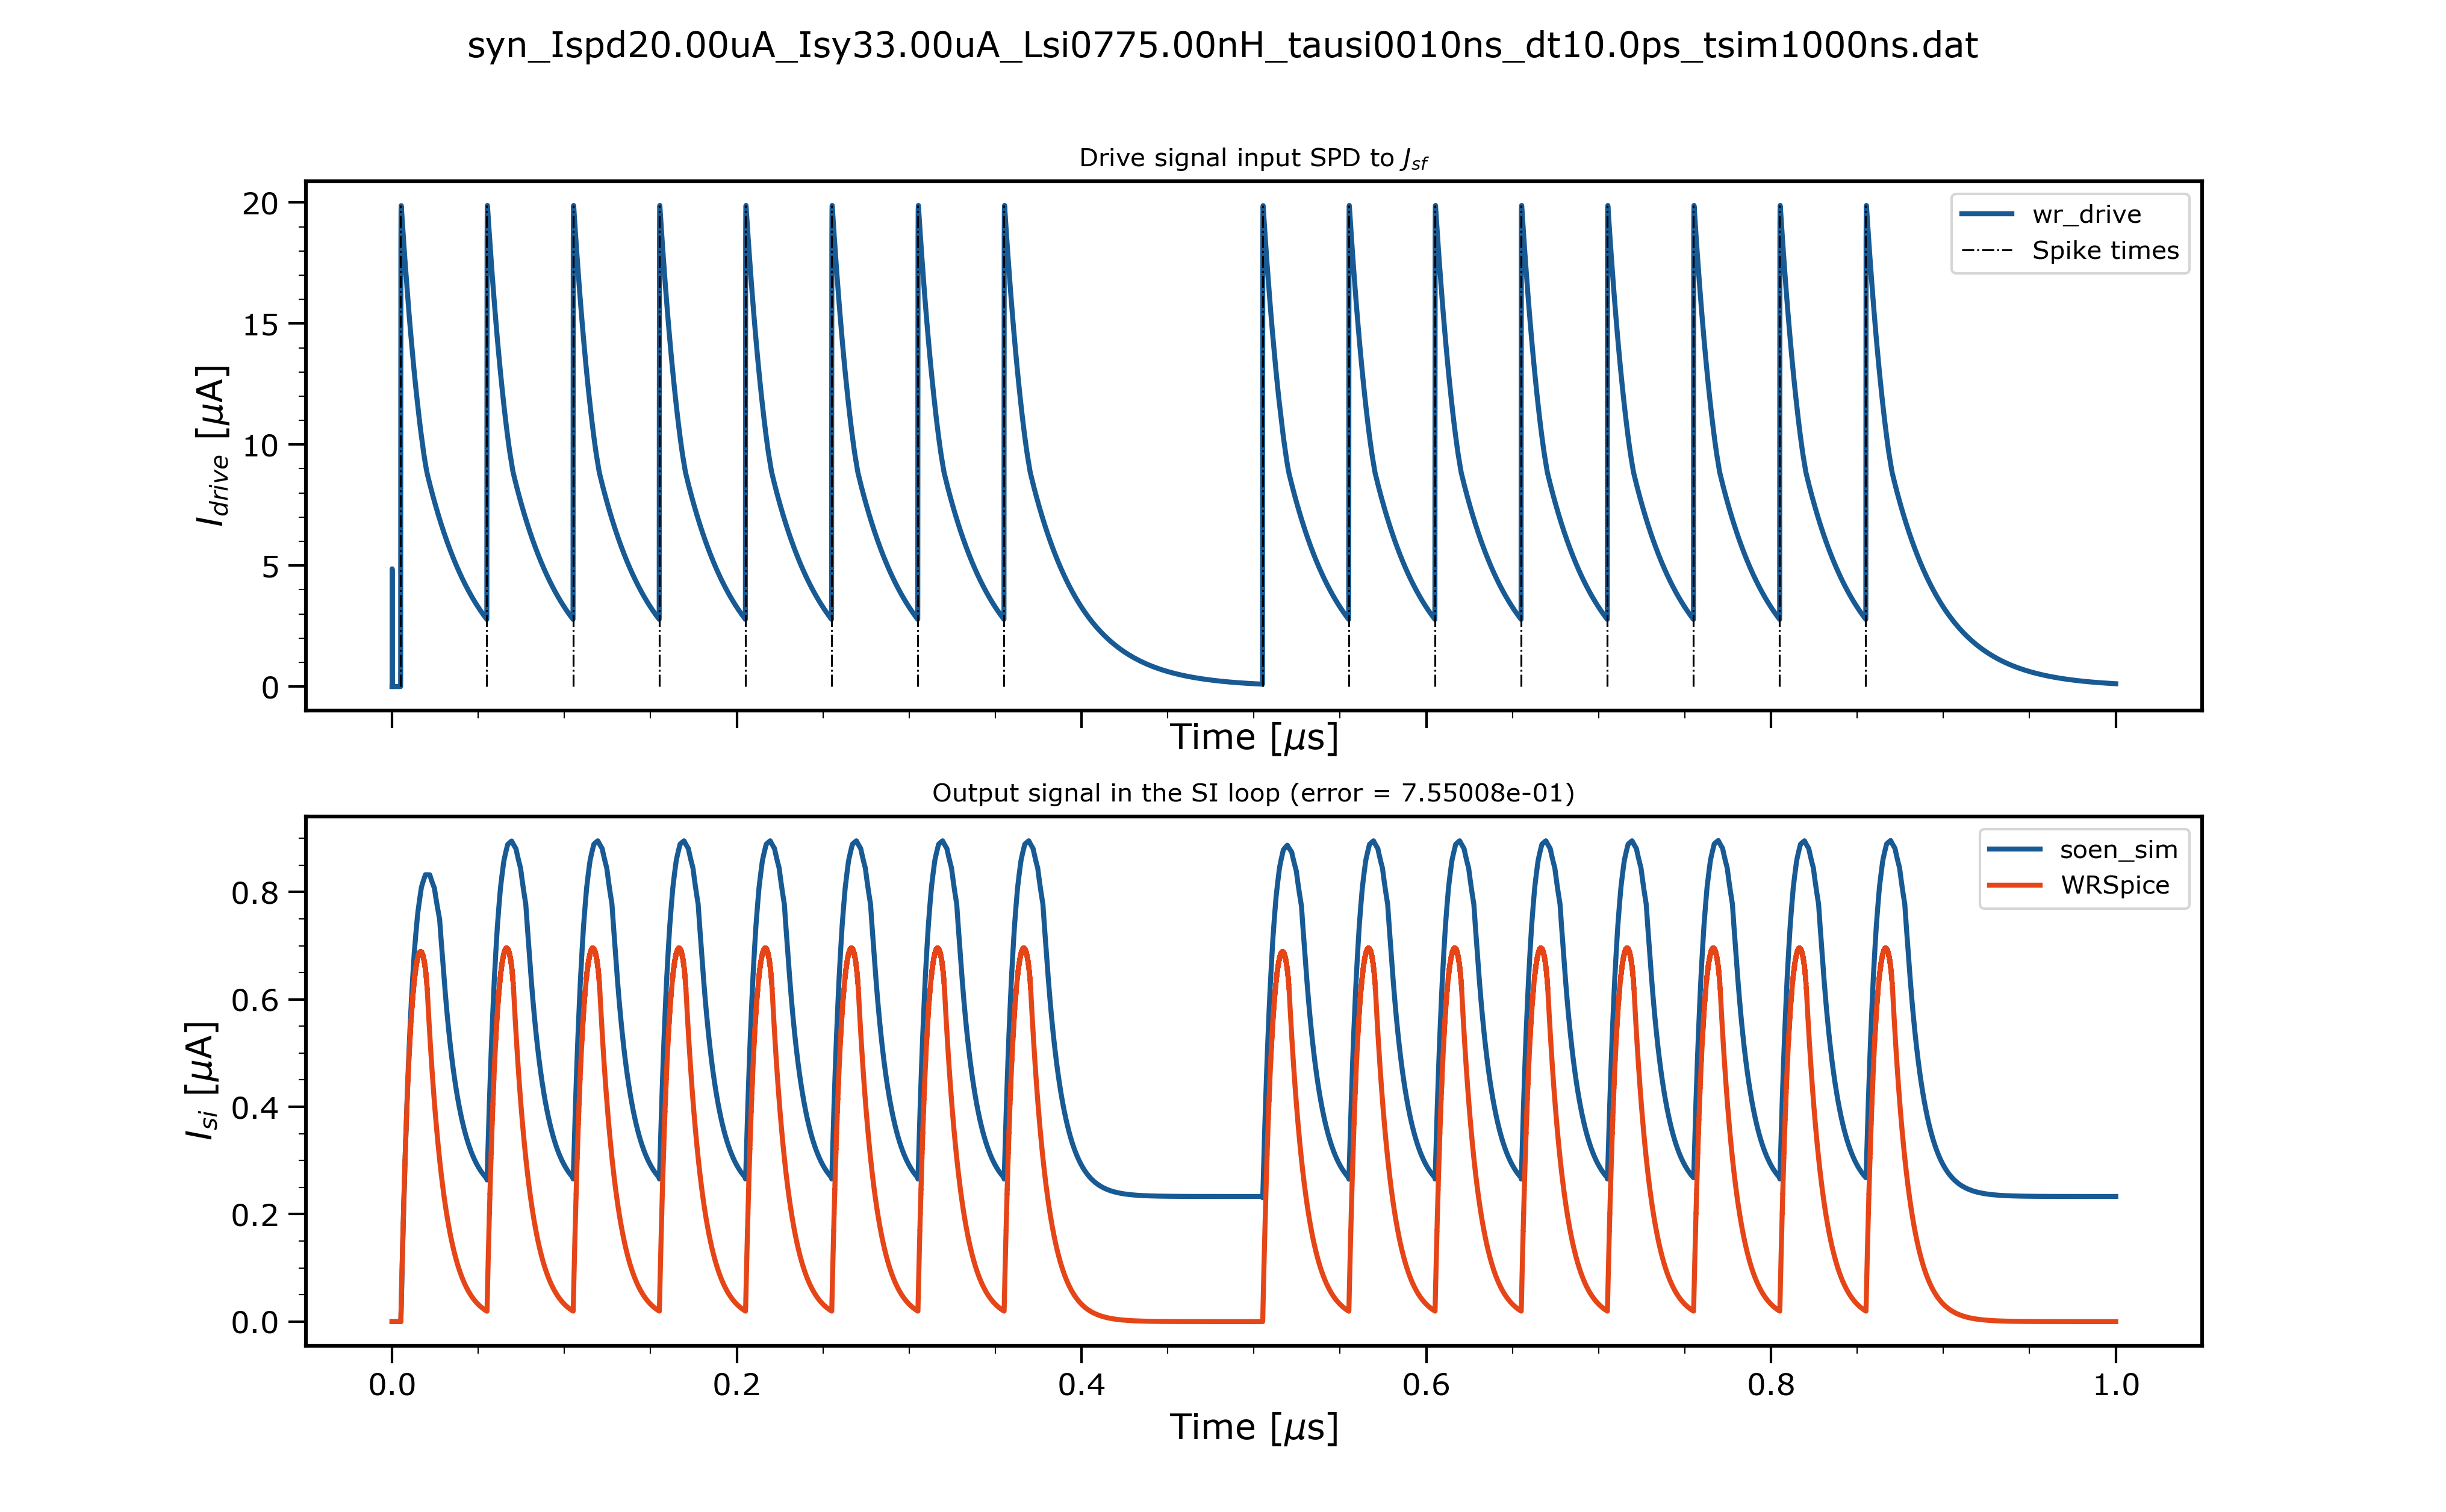 syn_Ispd20.00uA_Isy33.00uA_Lsi0775.00nH_tausi0010ns_dt10.0ps_tsim1000ns.dat
Drive signal input SPD to J_sf
20
15
10
5
0
I_drive [μA]
wr_drive
Spike times
Time [μs]
Output signal in the SI loop (error = 7.55008e-01)
0.8
0.6
0.4
0.2
0.0
I_si [μA]
soen_sim
WRSpice
0.0 0.2 0.4 0.6 0.8 1.0
Time [μs]